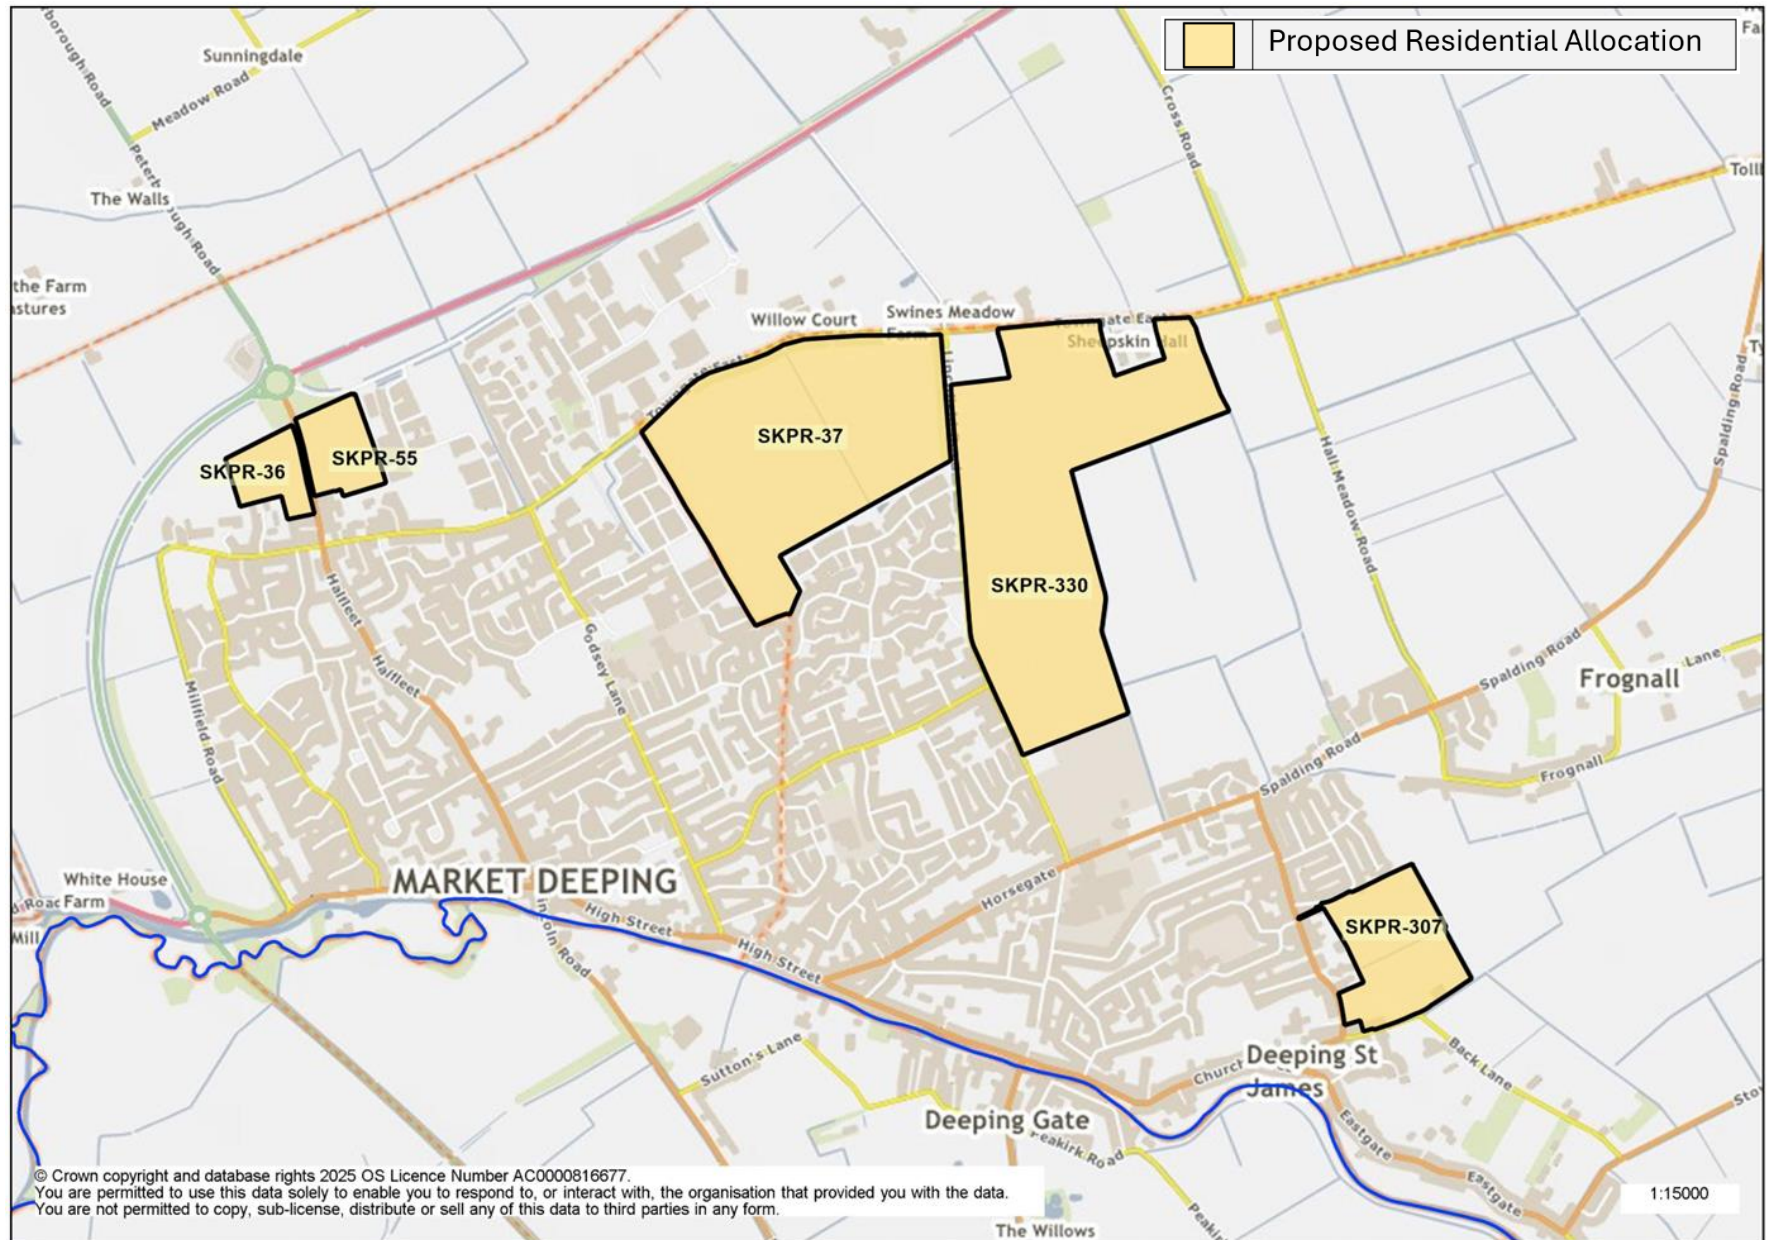 Proposed Residential Allocation
Sunningdale
Meadow Road
Cross Road
Peterborough Road
The Walls
the Farm
Willow Court
Swines Meadow
Farm
Sheepskin Hall
SKPR-37
SKPR-36
SKPR-55
SKPR-330
Hall Meadow Road
Spalding Road
Halfleet
Halfleet
Godsey Lane
Millfield Road
Spalding Road
Frognall
Lane
Spalding Road
Frognall
White House
Farm
Mill
MARKET DEEPING
Horsegate
High Street
High Street
SKPR-307
Sutton's Lane
Deeping St
James
Church
Back Lane
Deeping Gate
Peakirk Road
Eastgate
Eastgate
The Willows
© Crown copyright and database rights 2025 OS Licence Number AC0000816677.
You are permitted to use this data solely to enable you to respond to, or interact with, the organisation that provided you with the data.
You are not permitted to copy, sub-license, distribute or sell any of this data to third parties in any form.
1:15000